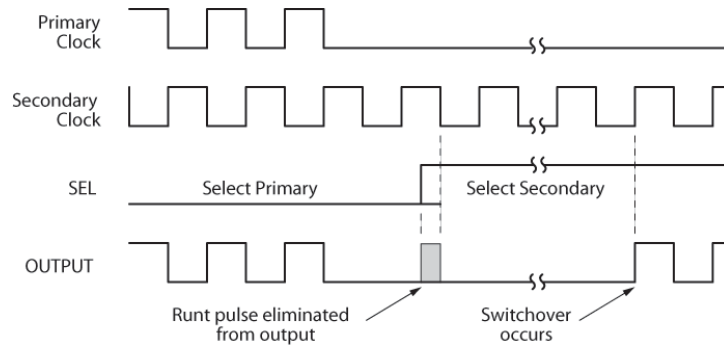 Primary
Clock
Secondary
Clock
SEL
Select Primary
Select Secondary
OUTPUT
Runt pulse eliminated
from output
Switchover
occurs